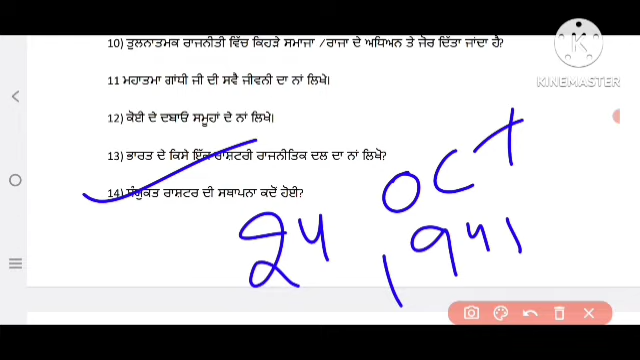 10) ਤੁਲਨਾਤਮਕ ਰਾਜਨੀਤੀ ਵਿੱਚ ਕਿਹੜੇ ਸਮਾਜਾ /ਰਾਜਾ ਦੇ ਅਧਿਅਨ ਤੇ ਜੋਰ ਦਿੱਤਾ ਜਾਂਦਾ ਹੈ?
KINEMASTER
11 ਮਹਾਤਮਾ ਗਾਂਧੀ ਜੀ ਦੀ ਸਵੈ ਜੀਵਨੀ ਦਾ ਨਾਂ ਲਿਖੋ।
12) ਕੋਈ ਦੋ ਦਬਾਓ ਸਮੂਹਾਂ ਦੇ ਨਾਂ ਲਿਖੋ।
13) ਭਾਰਤ ਦੇ ਕਿਸੇ ਇੱਕ ਰਾਸ਼ਟਰੀ ਰਾਜਨੀਤਿਕ ਦਲ ਦਾ ਨਾਂ ਲਿਖੋ?
14) ਸੰਯੁਕਤ ਰਾਸ਼ਟਰ ਦੀ ਸਥਾਪਨਾ ਕਦੋਂ ਹੋਈ?
24 OCT
1941